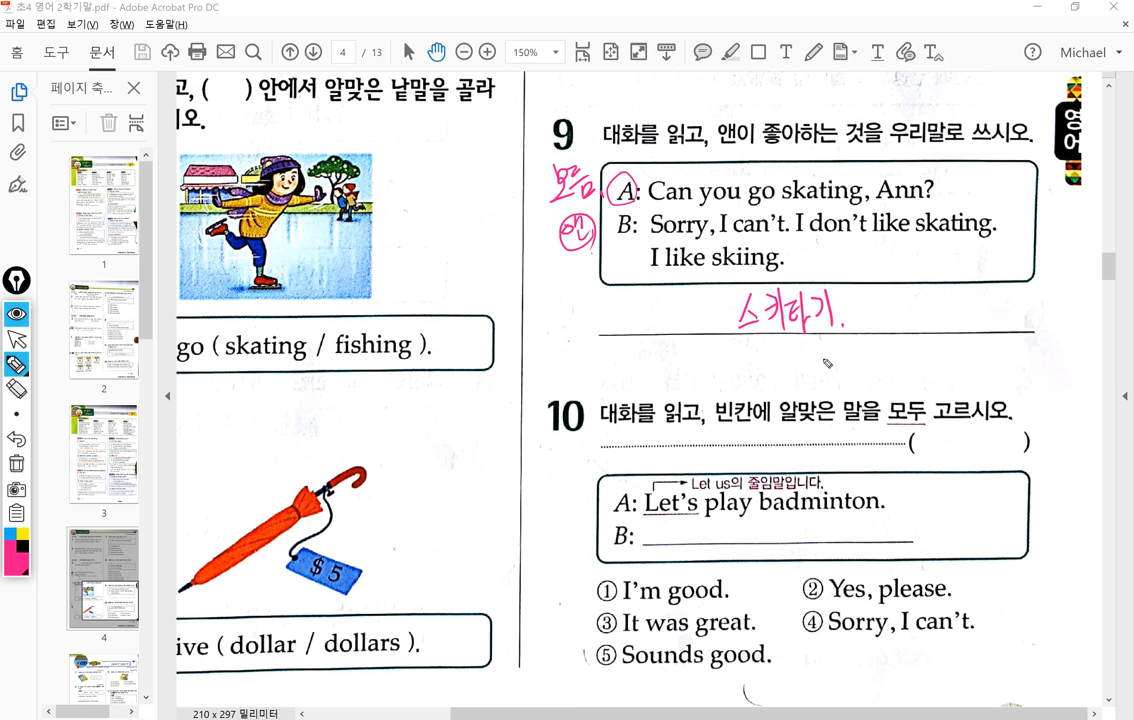 초4 영어 2학기말.pdf - Adobe Acrobat Pro DC
파일 편집 보기(V) 창(W) 도움말(H)
홈 도구 문서 4 / 13 150% Michael
페이지 축...
1
2
3
4
고, ( ) 안에서 알맞은 낱말을 골라
시오.
go ( skating / fishing ).
$5
ive ( dollar / dollars ).
영어
9 대화를 읽고, 앤이 좋아하는 것을 우리말로 쓰시오.
모름. A: Can you go skating, Ann?
앤 B: Sorry, I can't. I don't like skating.
I like skiing.
스키타기.
10 대화를 읽고, 빈칸에 알맞은 말을 모두 고르시오.
( )
Let us의 줄임말입니다.
A: Let's play badminton.
B:
① I'm good. ② Yes, please.
③ It was great. ④ Sorry, I can't.
⑤ Sounds good.
210 x 297 밀리미터